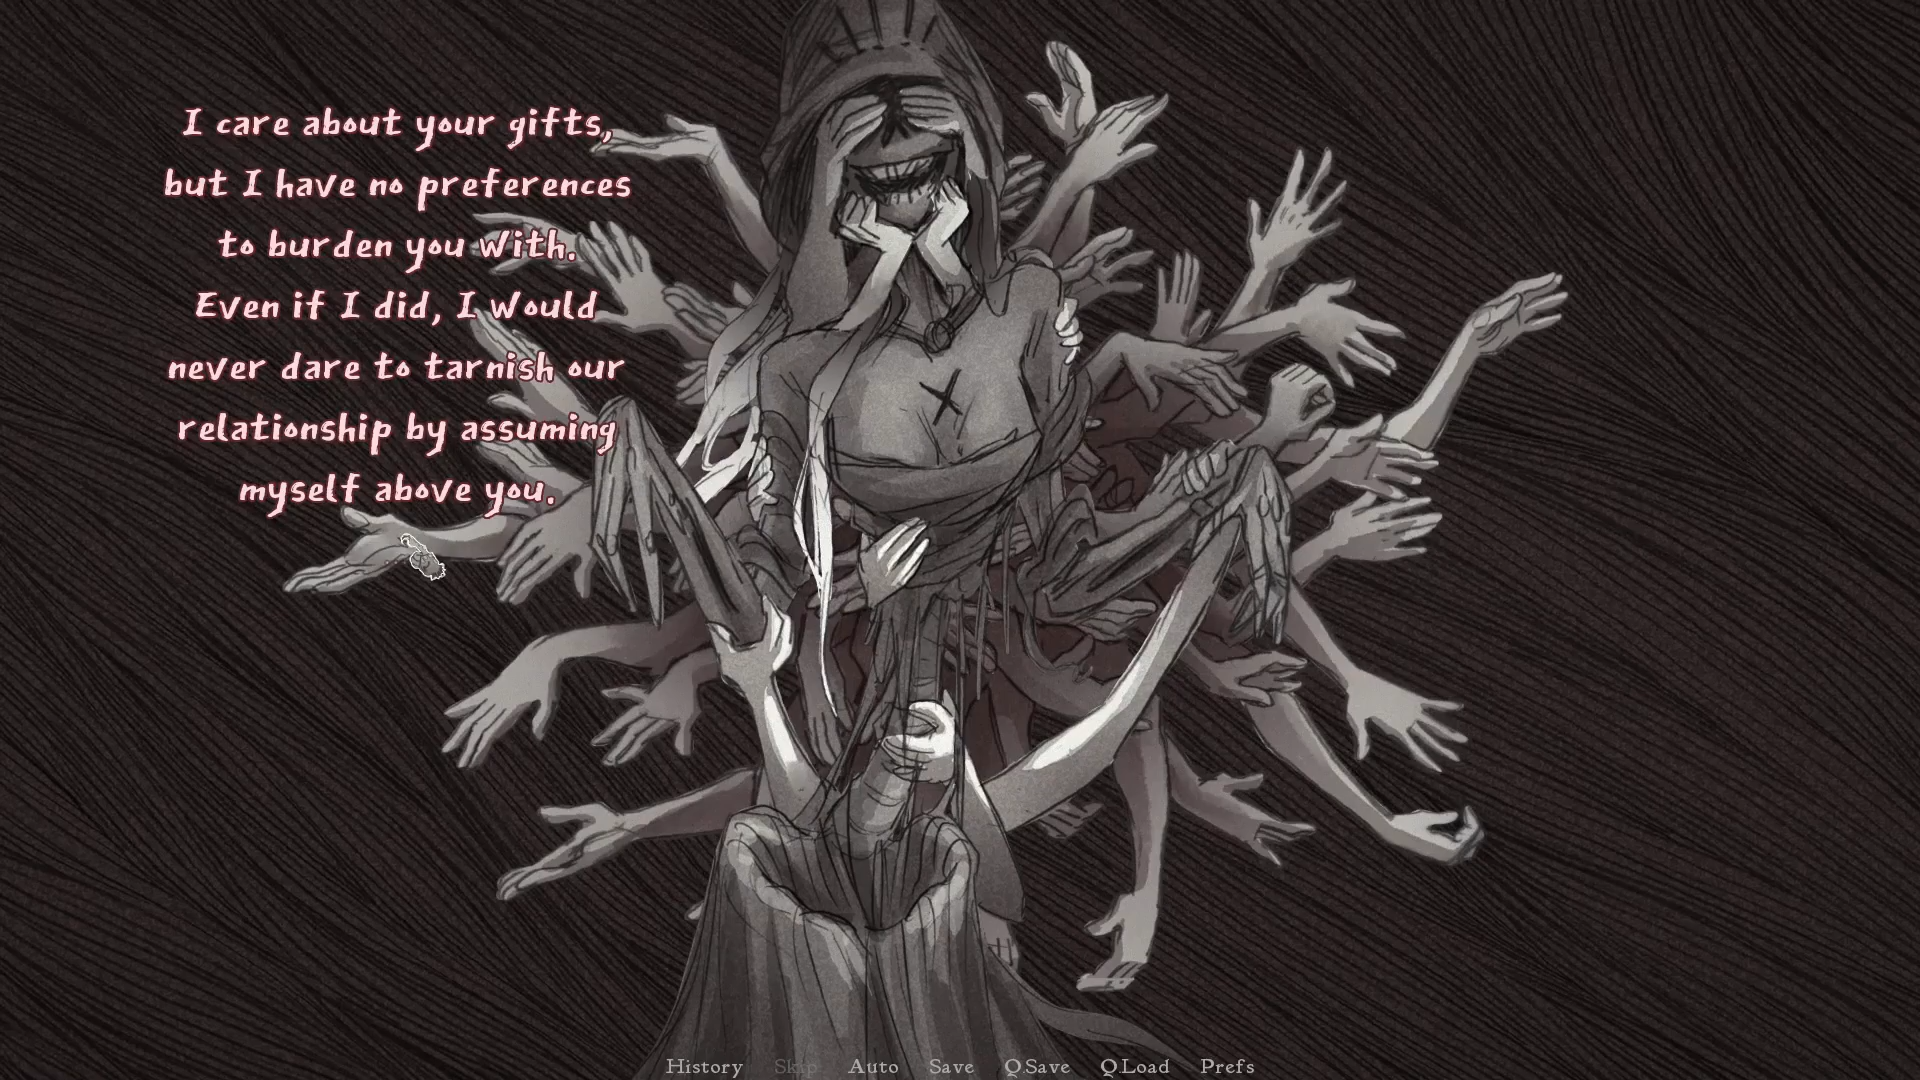 I care about your gifts,
but I have no preferences
to burden you with.
Even if I did, I would
never dare to tarnish our
relationship by assuming
myself above you.
History Skip Auto Save Q.Save Q.Load Prefs